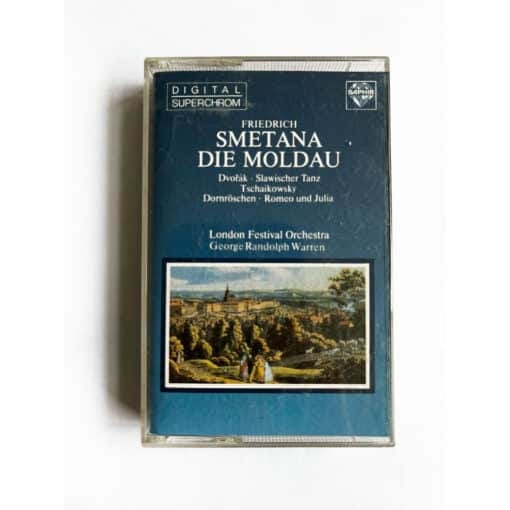 DIGITAL
SUPERCHROM
SAPHIR
FRIEDRICH
SMETANA
DIE MOLDAU
Dvořák · Slawischer Tanz
Tschaikowsky
Dornröschen · Romeo und Julia
London Festival Orchestra
George Randolph Warren